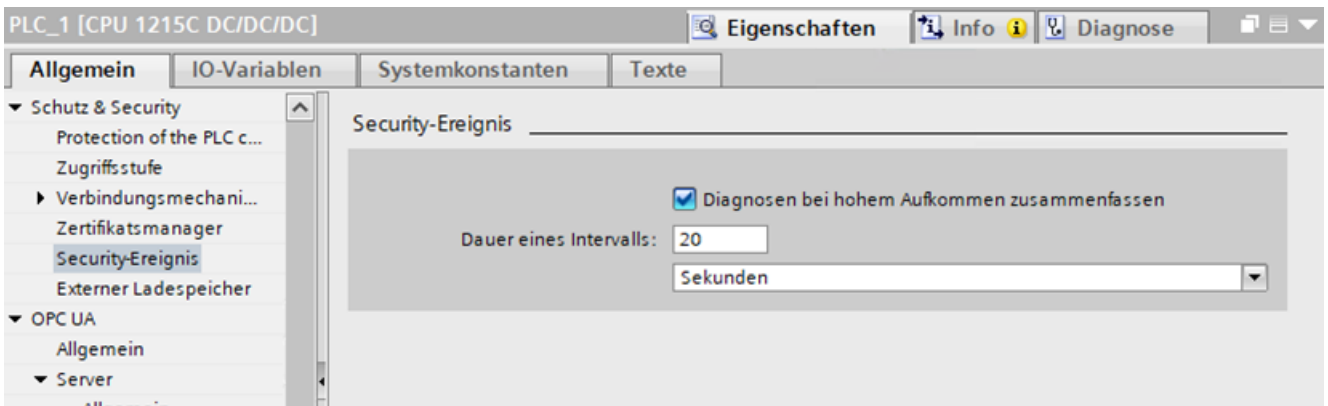 PLC_1 [CPU 1215C DC/DC/DC]
Eigenschaften
Info
Diagnose
Allgemein
IO-Variablen
Systemkonstanten
Texte
Schutz & Security
Protection of the PLC c...
Zugriffsstufe
Verbindungsmechani...
Zertifikatsmanager
Security-Ereignis
Externer Ladespeicher
OPC UA
Allgemein
Server
Security-Ereignis
Diagnosen bei hohem Aufkommen zusammenfassen
Dauer eines Intervalls: 20
Sekunden